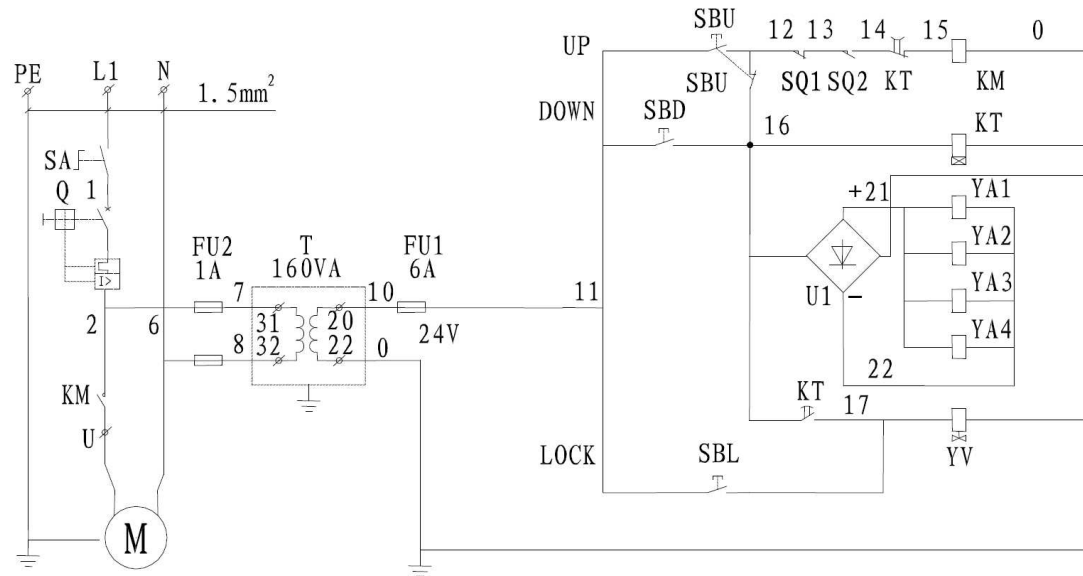 PE L1 N
1.5mm²
SA
Q 1
I>
2 6
KM
U
M
FU2
1A
7
8
T
160VA
31
32
20
22
10
0
FU1
6A
24V
11
UP
DOWN
LOCK
SBU 12 13 14 15 0
SBU SQ1 SQ2 KT KM
SBD 16 KT
+21 YA1
YA2
U1 − YA3
YA4
22
KT 17
YV
SBL